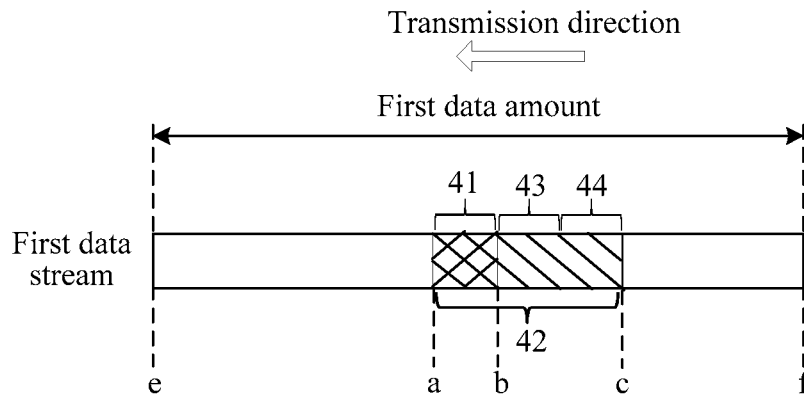 Transmission direction
First data amount
41 43 44
First data
stream
42
e a b c f